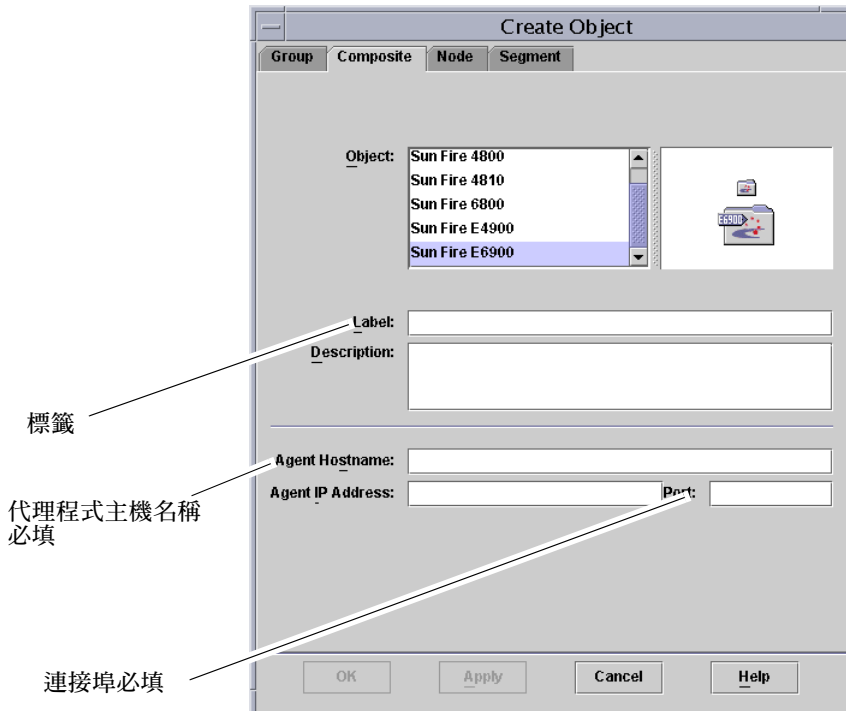 Create Object
Group Composite Node Segment
Object:
Sun Fire 4800
Sun Fire 4810
Sun Fire 6800
Sun Fire E4900
Sun Fire E6900
E6900
Label:
Description:
標籤
Agent Hostname:
Agent IP Address: Port:
代理程式主機名稱
必填
連接埠必填
OK Apply Cancel Help